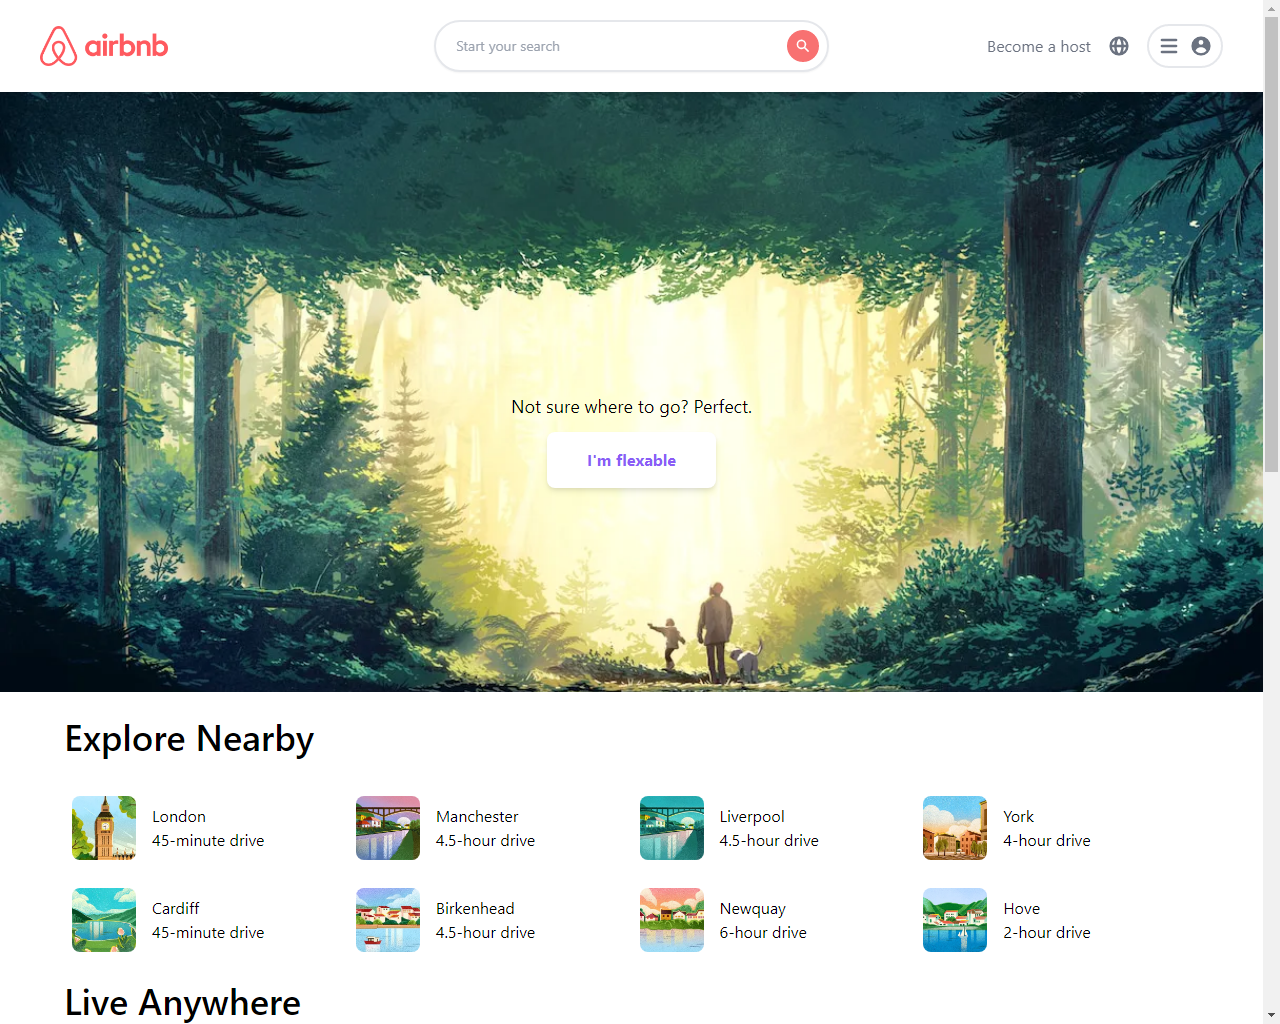 airbnb
Start your search
Become a host
Not sure where to go? Perfect.
I'm flexable
Explore Nearby
London
45-minute drive
Manchester
4.5-hour drive
Liverpool
4.5-hour drive
York
4-hour drive
Cardiff
45-minute drive
Birkenhead
4.5-hour drive
Newquay
6-hour drive
Hove
2-hour drive
Live Anywhere